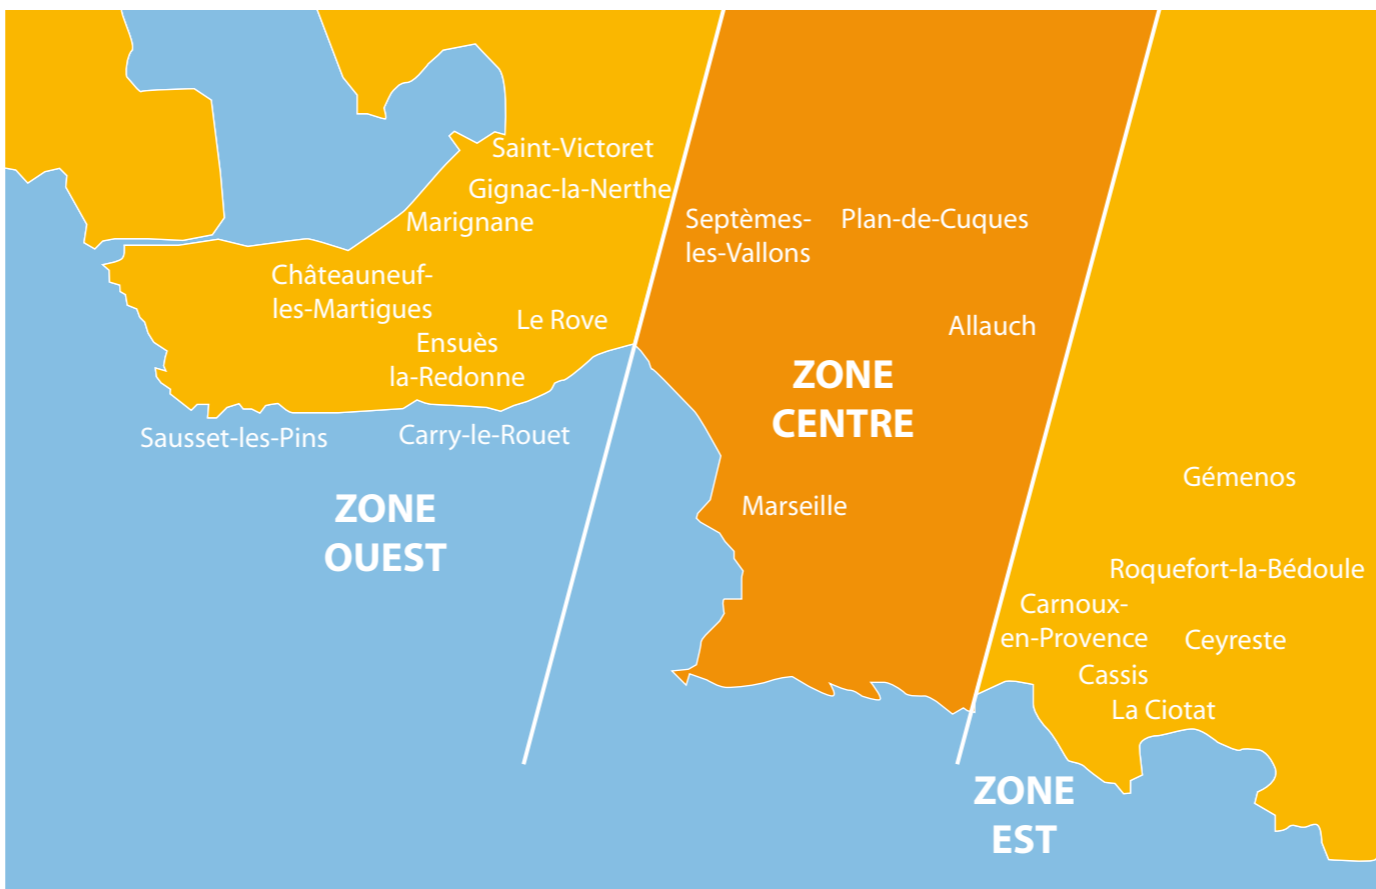 Saint-Victoret
Gignac-la-Nerthe
Marignane
Châteauneuf-
les-Martigues
Le Rove
Ensuès
la-Redonne
Sausset-les-Pins
Carry-le-Rouet
ZONE
OUEST
Septèmes-
les-Vallons
Plan-de-Cuques
Allauch
ZONE
CENTRE
Marseille
Gémenos
Roquefort-la-Bédoule
Carnoux-
en-Provence
Ceyreste
Cassis
La Ciotat
ZONE
EST